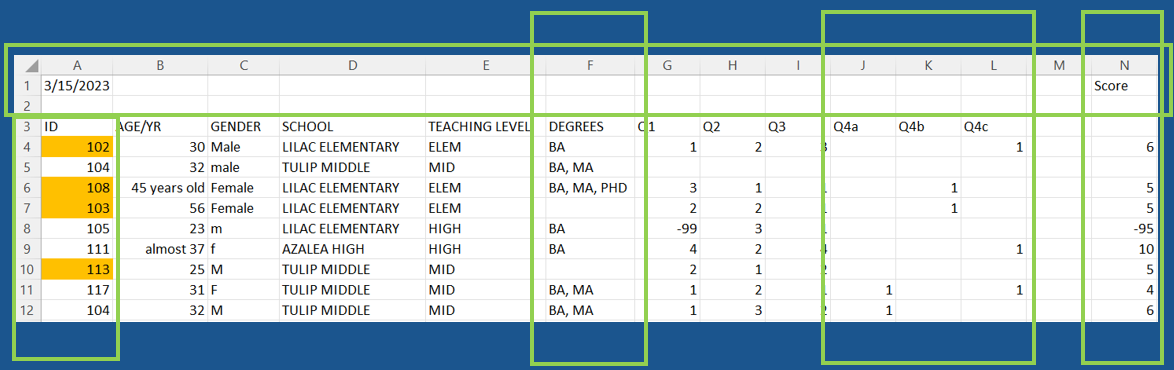 A B C D E F G H I J K L M N
1 3/15/2023 Score
2
3 ID AGE/YR GENDER SCHOOL TEACHING LEVEL DEGREES Q1 Q2 Q3 Q4a Q4b Q4c
4 102 30 Male LILAC ELEMENTARY ELEM BA 1 2 3 1 6
5 104 32 male TULIP MIDDLE MID BA, MA
6 108 45 years old Female LILAC ELEMENTARY ELEM BA, MA, PHD 3 1 1 1 5
7 103 56 Female LILAC ELEMENTARY ELEM 2 2 1 1 5
8 105 23 m LILAC ELEMENTARY HIGH BA -99 3 1 -95
9 111 almost 37 f AZALEA HIGH HIGH BA 4 2 4 1 10
10 113 25 M TULIP MIDDLE MID 2 1 2 5
11 117 31 F TULIP MIDDLE MID BA, MA 1 2 1 1 1 4
12 104 32 M TULIP MIDDLE MID BA, MA 1 3 2 1 6